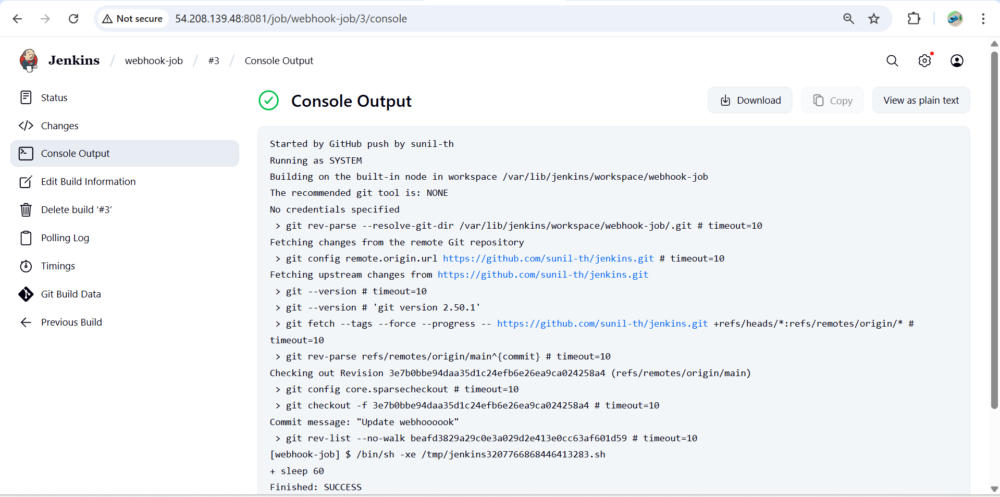 Not secure 54.208.139.48:8081/job/webhook-job/3/console
Jenkins / webhook-job / #3 / Console Output
Status
Changes
Console Output
Edit Build Information
Delete build ‘#3’
Polling Log
Timings
Git Build Data
Previous Build
Console Output
Download
Copy
View as plain text
Started by GitHub push by sunil-th
Running as SYSTEM
Building on the built-in node in workspace /var/lib/jenkins/workspace/webhook-job
The recommended git tool is: NONE
No credentials specified
 > git rev-parse --resolve-git-dir /var/lib/jenkins/workspace/webhook-job/.git # timeout=10
Fetching changes from the remote Git repository
 > git config remote.origin.url https://github.com/sunil-th/jenkins.git # timeout=10
Fetching upstream changes from https://github.com/sunil-th/jenkins.git
 > git --version # timeout=10
 > git --version # 'git version 2.50.1'
 > git fetch --tags --force --progress -- https://github.com/sunil-th/jenkins.git +refs/heads/*:refs/remotes/origin/* #
timeout=10
 > git rev-parse refs/remotes/origin/main^{commit} # timeout=10
Checking out Revision 3e7b0bbe94daa35d1c24efb6e26ea9ca024258a4 (refs/remotes/origin/main)
 > git config core.sparsecheckout # timeout=10
 > git checkout -f 3e7b0bbe94daa35d1c24efb6e26ea9ca024258a4 # timeout=10
Commit message: "Update webhoooook"
 > git rev-list --no-walk beafd3829a29c0e3a029d2e413e0cc63af601d59 # timeout=10
[webhook-job] $ /bin/sh -xe /tmp/jenkins3207766868446413283.sh
+ sleep 60
Finished: SUCCESS